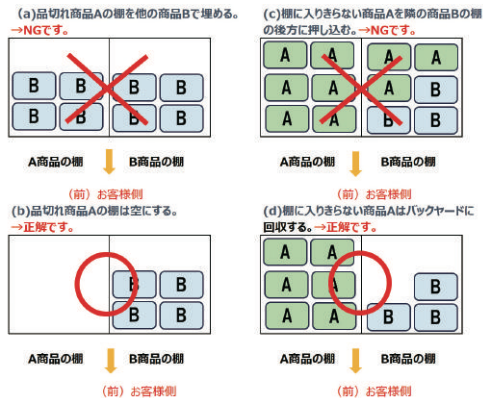 (a)品切れ商品Aの棚を他の商品Bで埋める。
→NGです。
B B B B
B B B B
A商品の棚 B商品の棚
(前)お客様側
(b)品切れ商品Aの棚は空にする。
→正解です。
B B
B B
A商品の棚 B商品の棚
(前)お客様側
(c)棚に入りきらない商品Aを隣の商品Bの棚
の後方に押し込む。→NGです。
A A A A
A A A B
A A B B
A商品の棚 B商品の棚
(前)お客様側
(d)棚に入りきらない商品Aはバックヤードに
回収する。→正解です。
A A
A A B
A A B B
A商品の棚 B商品の棚
(前)お客様側